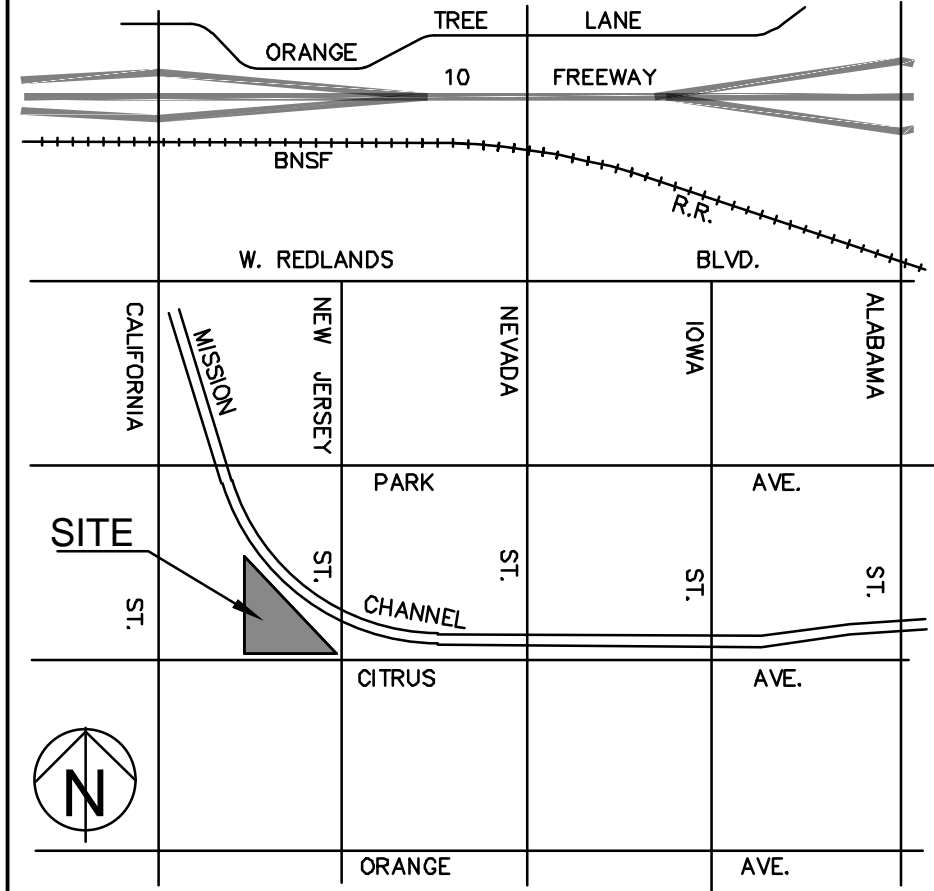 TREE LANE
ORANGE
10 FREEWAY
BNSF
R.R.
W. REDLANDS BLVD.
CALIFORNIA ST.
MISSION CHANNEL
NEW JERSEY ST.
NEVADA ST.
IOWA ST.
ALABAMA ST.
PARK AVE.
SITE
CITRUS AVE.
N
ORANGE AVE.